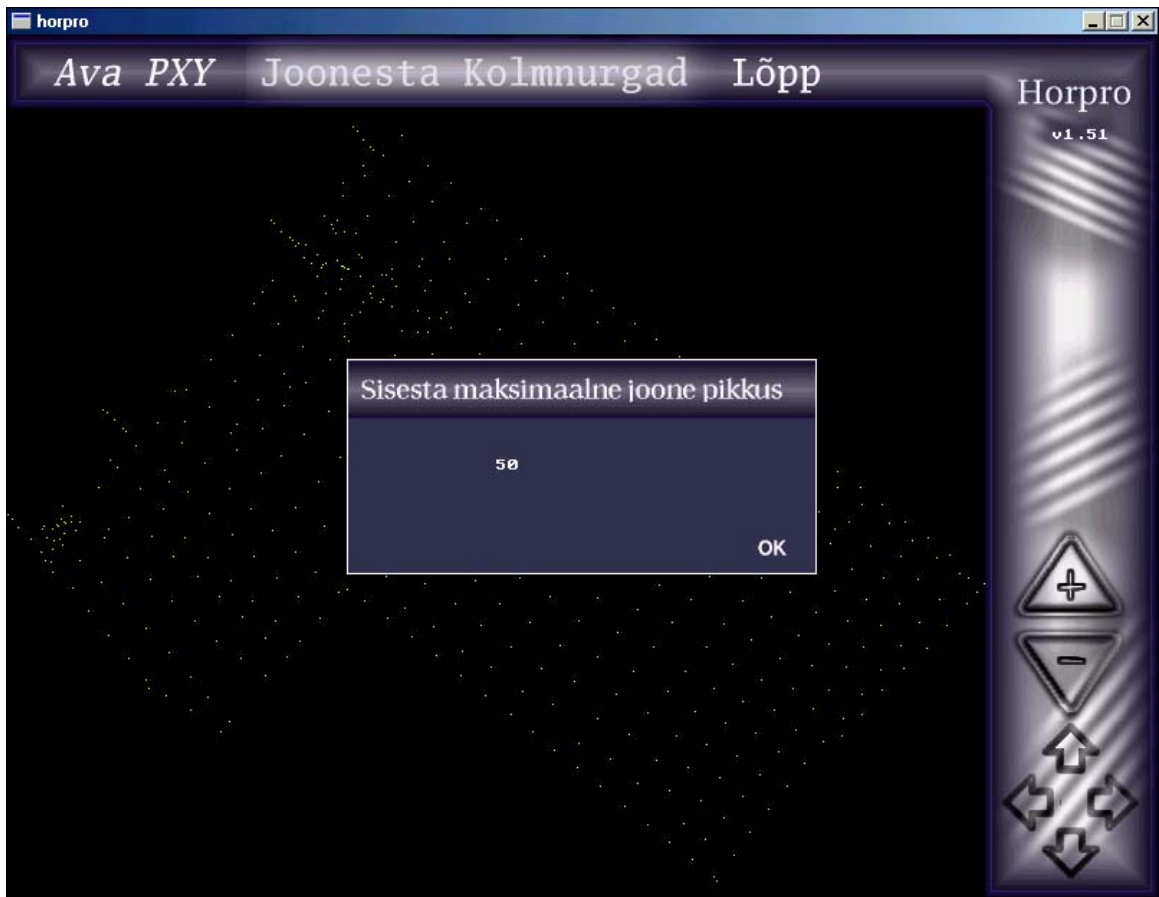 horpro
Ava PXY Joonesta Kolmnurgad Lõpp
Horpro
v1.51
Sisesta maksimaalne joone pikkus
50
OK